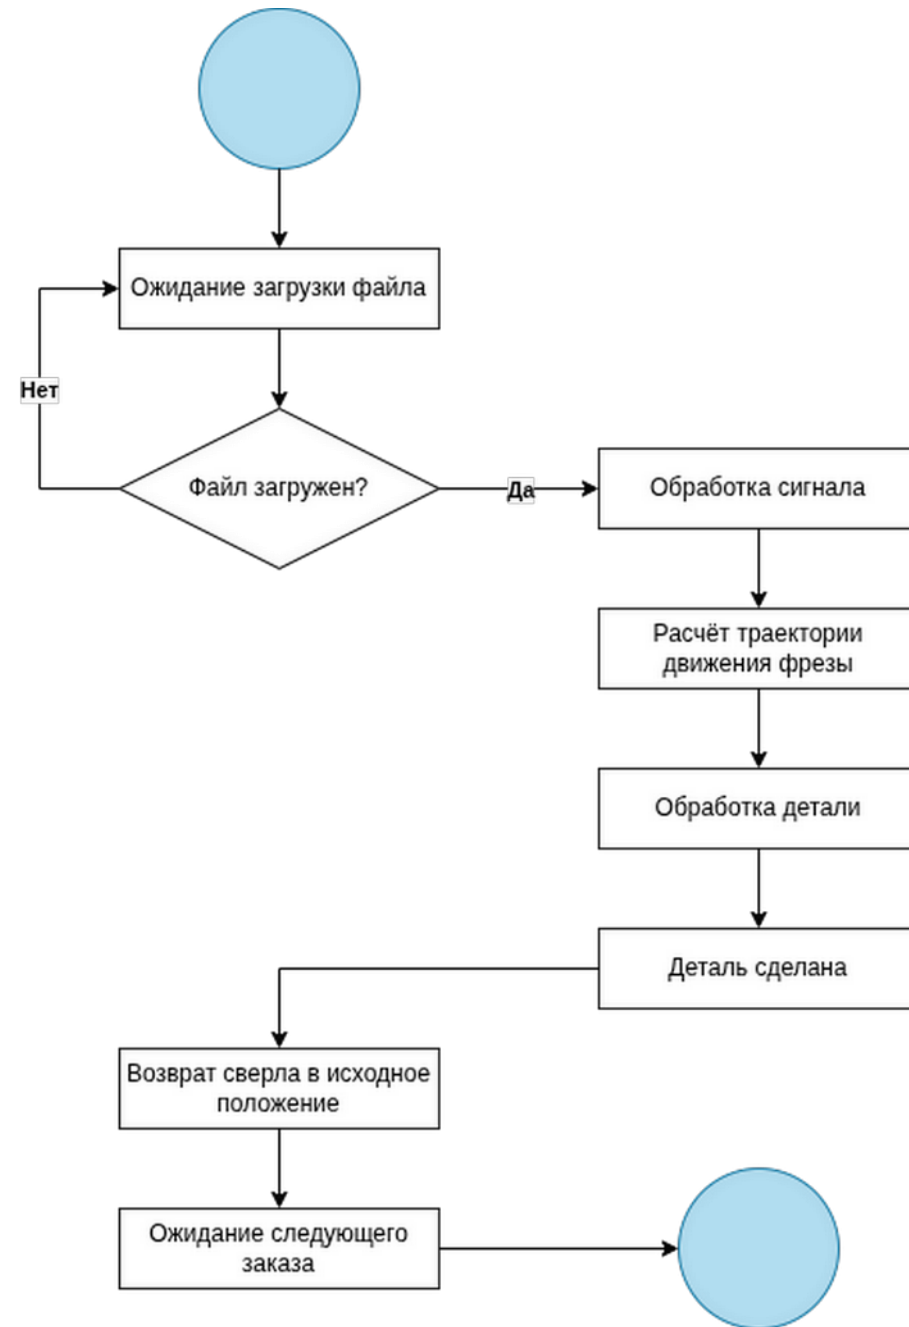 Ожидание загрузки файла
Нет
Файл загружен?
Да
Обработка сигнала
Расчёт траектории
движения фрезы
Обработка детали
Деталь сделана
Возврат сверла в исходное
положение
Ожидание следующего
заказа